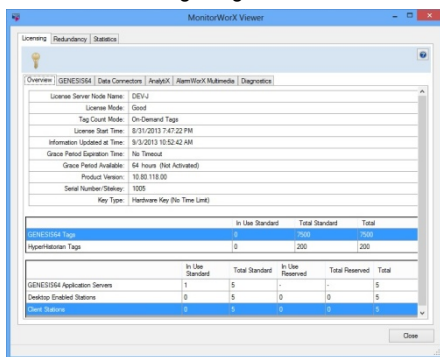 MonitorWorX Viewer
Licensing Redundancy Statistics
Overview GENESIS64 Data Connectors AnalytiX AlarmWorX Multimedia Diagnostics
License Server Node Name: DEV-J
License Mode: Good
Tag Count Mode: On-Demand Tags
License Start Time: 8/31/2013 7:47:22 PM
Information Updated at Time: 9/3/2013 10:52:42 AM
Grace Period Expiration Time: No Timeout
Grace Period Available: 64 hours (Not Activated)
Product Version: 10.80.118.00
Serial Number/Sitekey: 1005
Key Type: Hardware Key (No Time Limit)
In Use Standard Total Standard Total
GENESIS64 Tags 0 7500 7500
HyperHistorian Tags 0 200 200
In Use Standard Total Standard In Use Reserved Total Reserved Total
GENESIS64 Application Servers 1 5 - - 5
Desktop Enabled Stations 0 5 0 0 5
Client Stations 0 5 0 0 5
Close